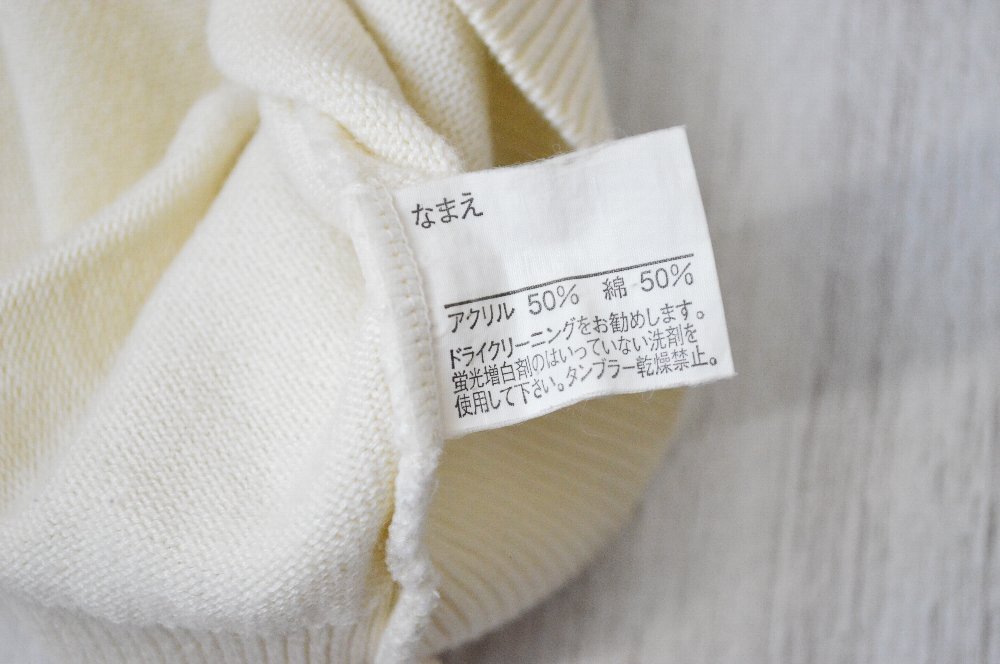 なまえ
アクリル 50% 綿 50%
ドライクリーニングをお勧めします。
蛍光増白剤のはいっていない洗剤を
使用して下さい。タンブラー乾燥禁止。